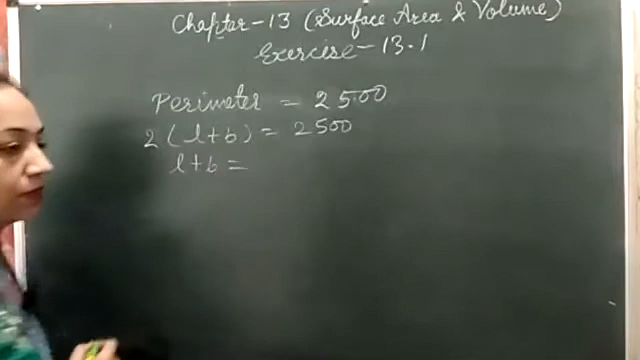 Chapter-13 (Surface Area & Volume)
Exercise-13.1
Perimeter = 2500
2(l+b) = 2500
l+b =